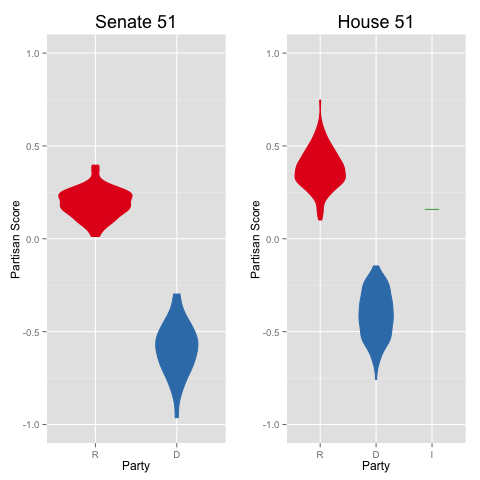 Senate 51
Partisan Score
1.0
0.5
0.0
-0.5
-1.0
R D
Party
House 51
Partisan Score
1.0
0.5
0.0
-0.5
-1.0
R D I
Party